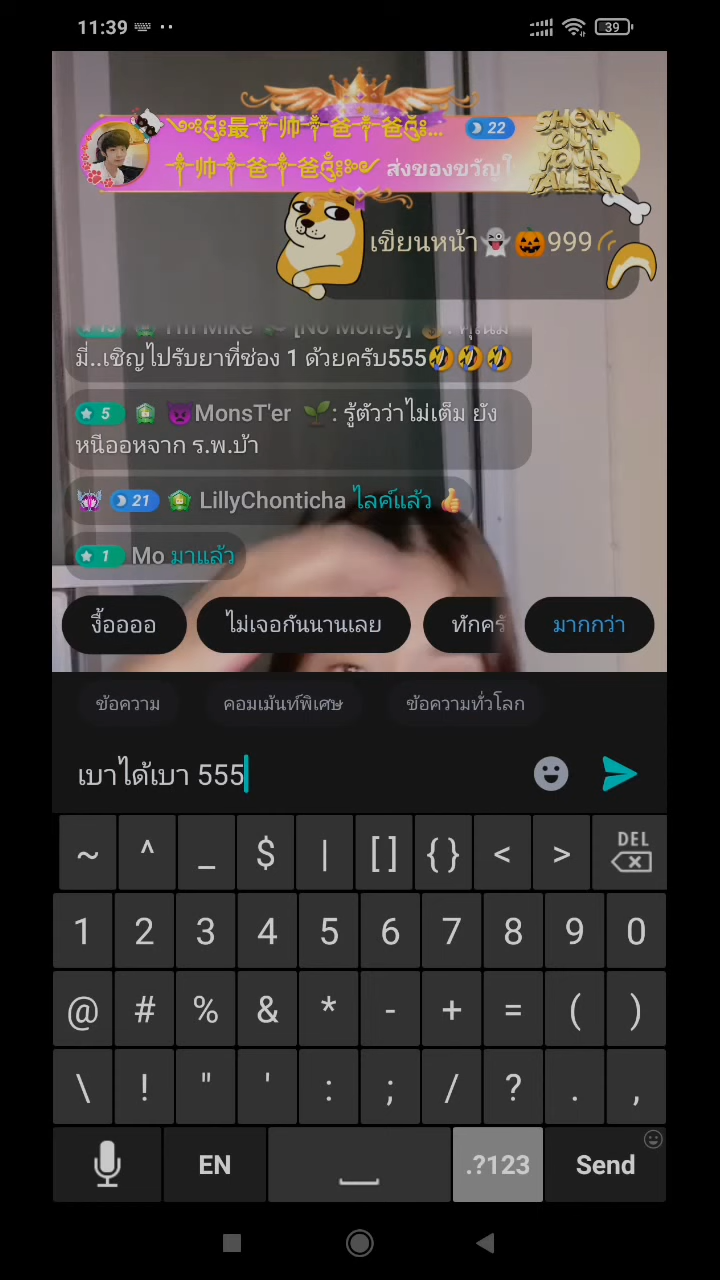 11:39
39
最 帅 爸 爸 ... 22
帅 爸 爸 ส่งของขวัญใ
SHOW
OUT
YOUR
TALENT
เขียนหน้า👻🎃999
I'm Mike [No Money]
มี่..เชิญไปรับยาที่ช่อง 1 ด้วยครับ555🤣🤣🤣
5 😈MonsT'er 🌱: รู้ตัวว่าไม่เต็ม ยัง
หนีออหจาก ร.พ.บ้า
21 LillyChonticha ไลค์แล้ว 👍
1 Mo มาแล้ว
งื้ออออ ไม่เจอกันนานเลย ทักครั มากกว่า
ข้อความ คอมเม้นท์พิเศษ ข้อความทั่วโลก
เบาได้เบา 555
~ ^ _ $ | [ ] { } < > DEL
1 2 3 4 5 6 7 8 9 0
@ # % & * - + = ( )
\ ! " ' : ; / ? . ,
EN .?123 Send